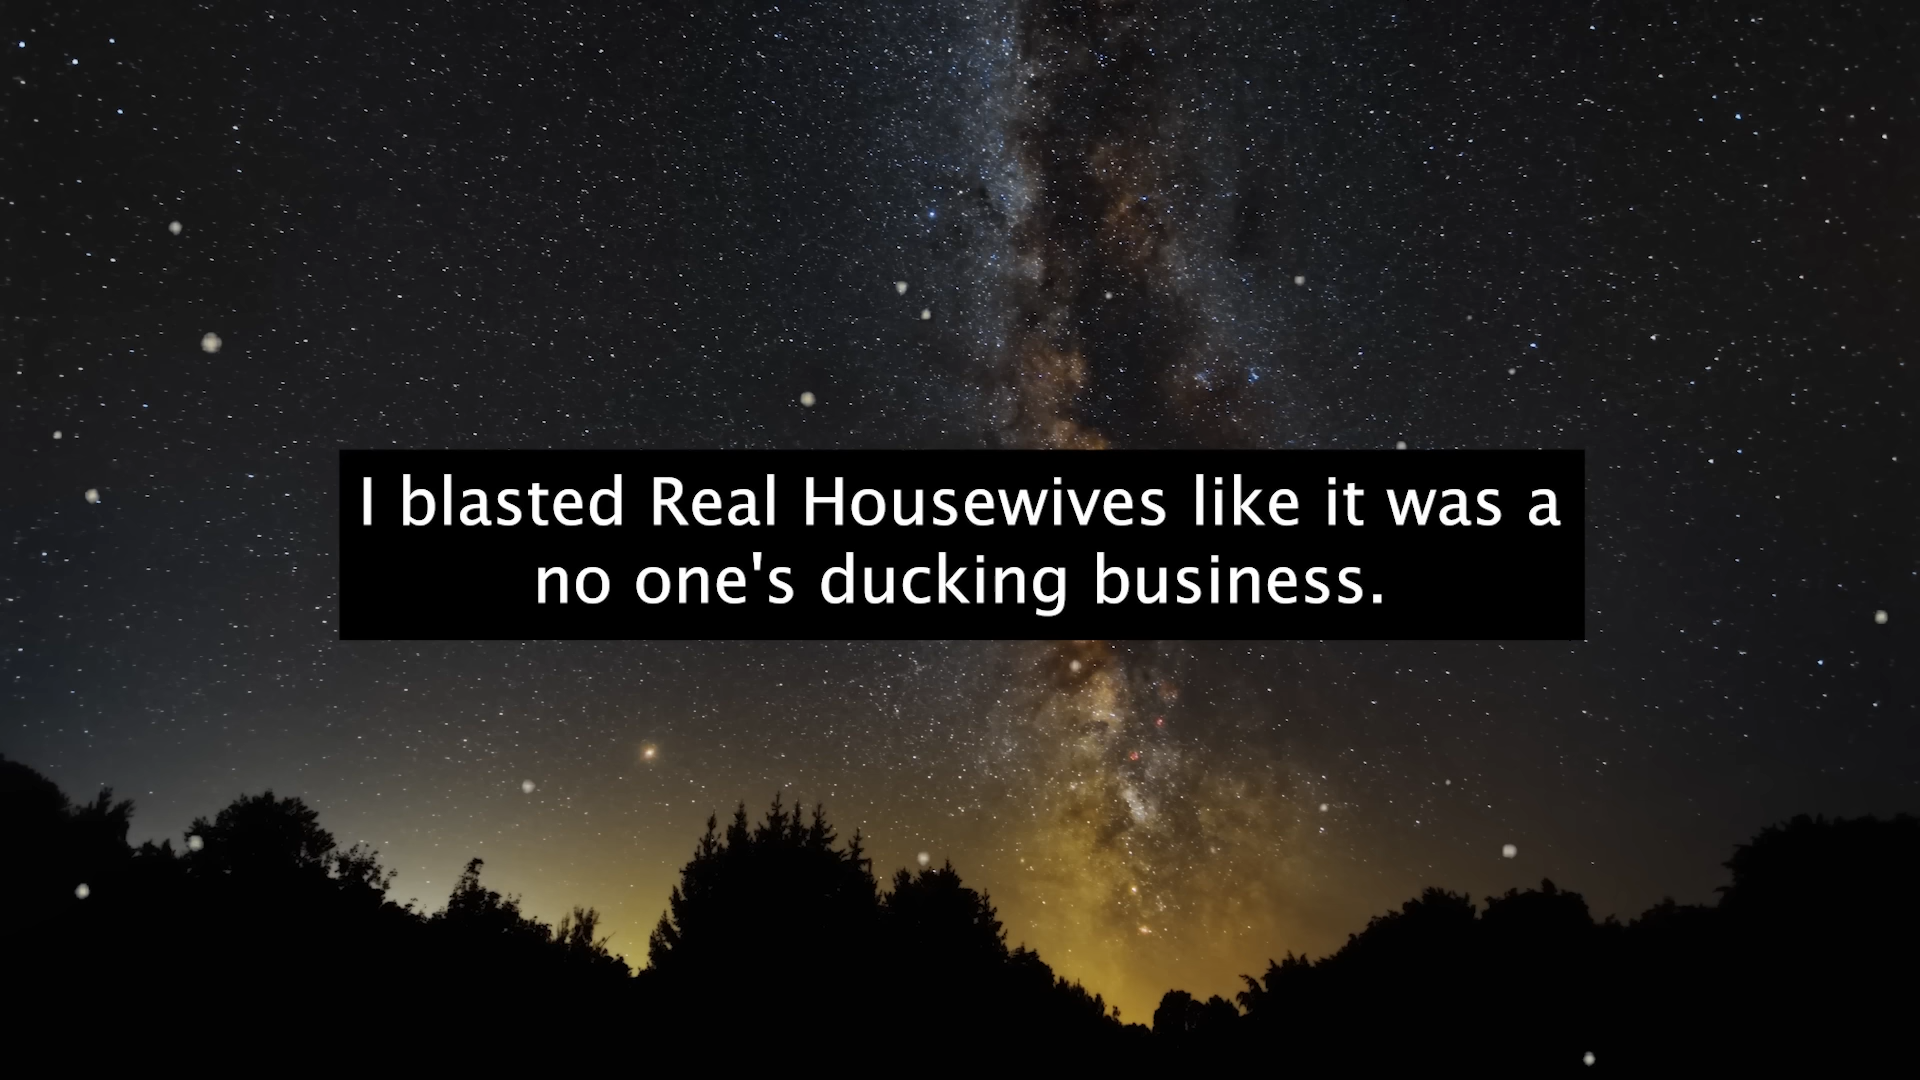 I blasted Real Housewives like it was a
no one's ducking business.